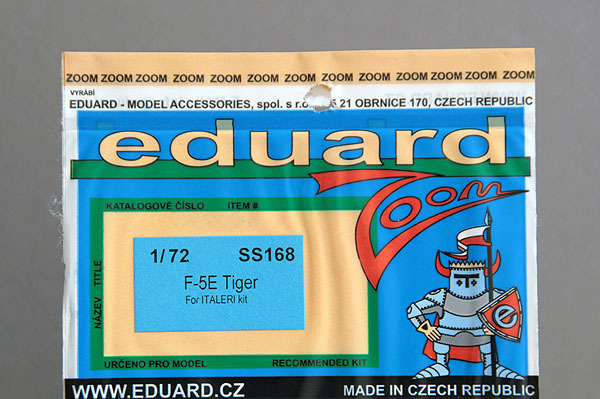 ZOOM ZOOM ZOOM ZOOM ZOOM ZOOM ZOOM ZOOM ZOOM ZOOM ZOOM ZOOM ZOOM
VYRÁBÍ
EDUARD - MODEL ACCESSORIES, spol. s r.o. 21 OBRNICE 170, CZECH REPUBLIC
eduard
Zoom
KATALOGOVÉ ČÍSLO ITEM #
1/72 SS168
F-5E Tiger
For ITALERI kit
NÁZEV TITLE
e
URČENO PRO MODEL RECOMMENDED KIT
WWW.EDUARD.CZ MADE IN CZECH REPUBLIC